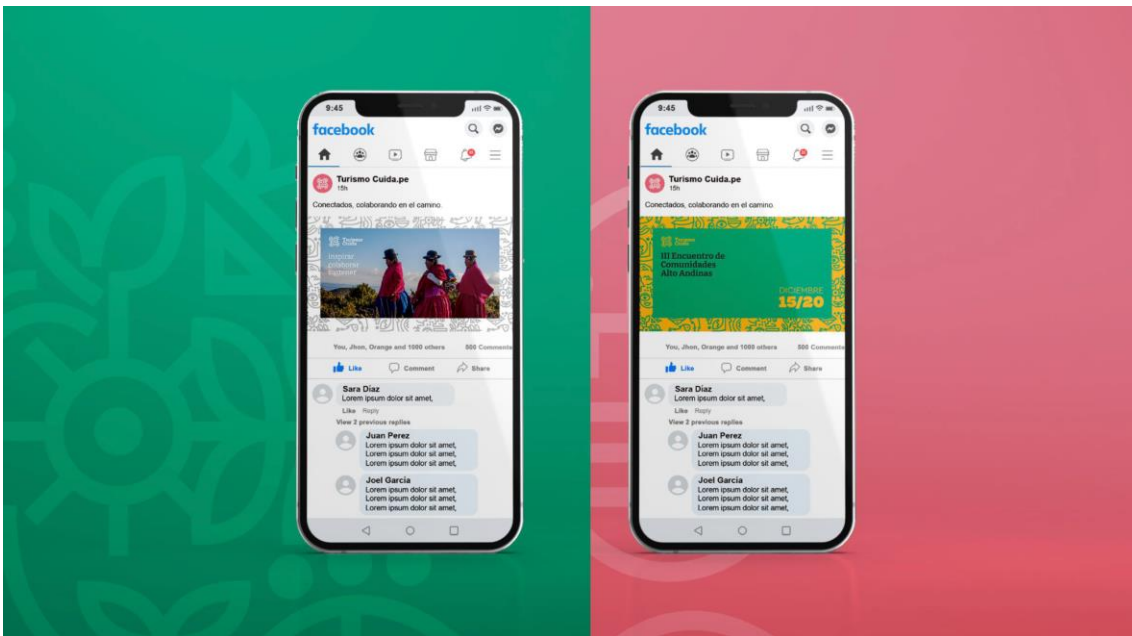 9:45
facebook
Turismo Cuida.pe
15h
Conectados, colaborando en el camino.
Turismo
Cuida
inspirar
colaborar
sostener
You, Jhon, Orange and 1000 others 500 Comments
Like Comment Share
Sara Díaz
Lorem ipsum dolor sit amet,
Like Reply
View 2 previous replies
Juan Perez
Lorem ipsum dolor sit amet,
Lorem ipsum dolor sit amet,
Lorem ipsum dolor sit amet,
Joel García
Lorem ipsum dolor sit amet,
Lorem ipsum dolor sit amet,
Lorem ipsum dolor sit amet,
9:45
facebook
Turismo Cuida.pe
15h
Conectados, colaborando en el camino.
Turismo
Cuida
III Encuentro de
Comunidades
Alto Andinas
DICIEMBRE
15/20
You, Jhon, Orange and 1000 others 500 Comments
Like Comment Share
Sara Díaz
Lorem ipsum dolor sit amet,
Like Reply
View 2 previous replies
Juan Perez
Lorem ipsum dolor sit amet,
Lorem ipsum dolor sit amet,
Lorem ipsum dolor sit amet,
Joel García
Lorem ipsum dolor sit amet,
Lorem ipsum dolor sit amet,
Lorem ipsum dolor sit amet,